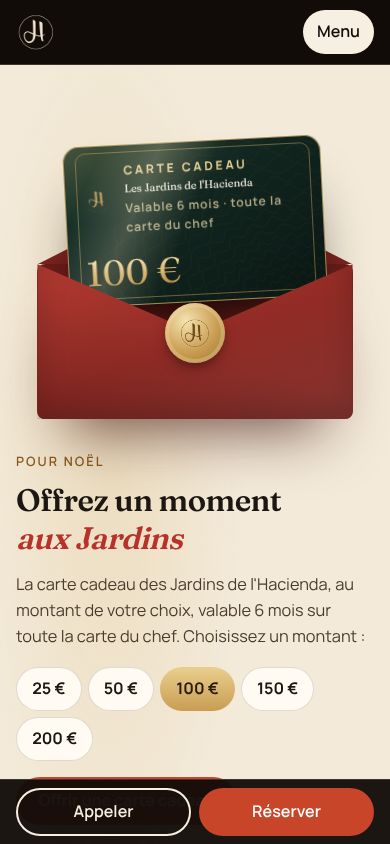 Menu
CARTE CADEAU
Les Jardins de l'Hacienda
Valable 6 mois · toute la
carte du chef
100 €
POUR NOËL
Offrez un moment
aux Jardins
La carte cadeau des Jardins de l'Hacienda, au
montant de votre choix, valable 6 mois sur
toute la carte du chef. Choisissez un montant :
25 €
50 €
100 €
150 €
200 €
Appeler
Réserver